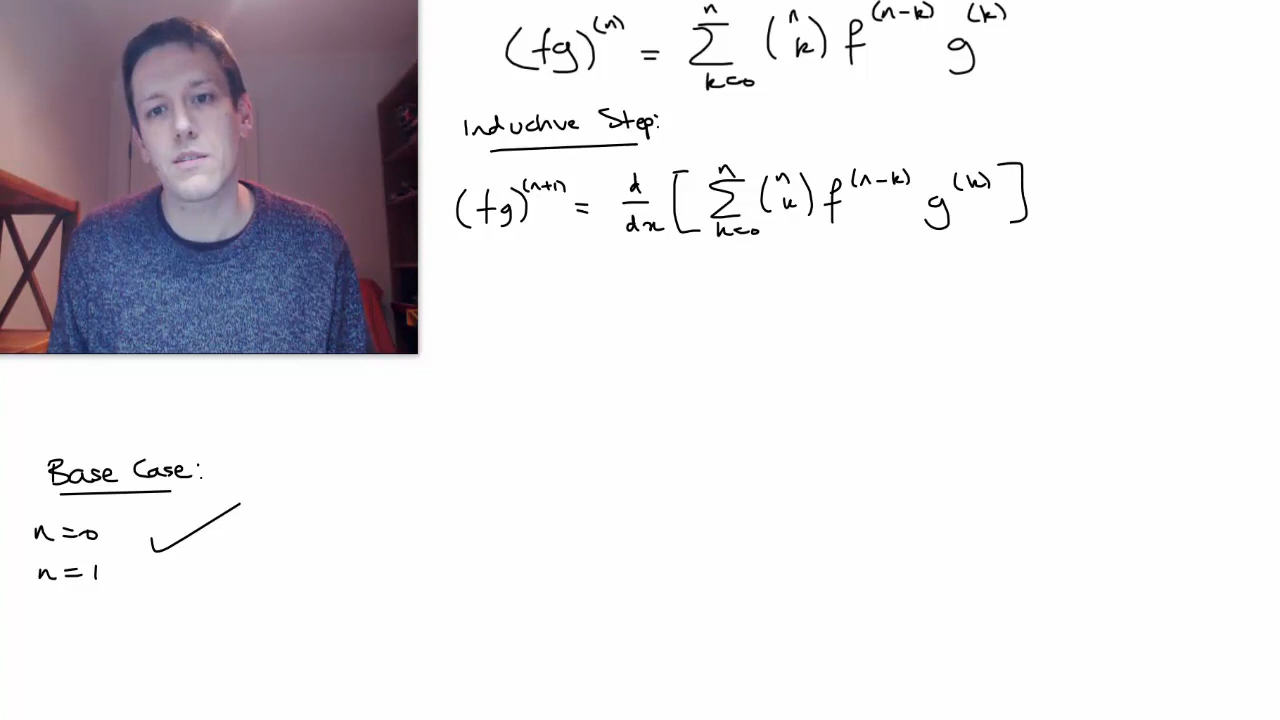 (fg)^(n) = Σ_{k=0}^{n} (n k) f^(n-k) g^(k)
Inductive Step:
(fg)^(n+1) = d/dx [ Σ_{k=0}^{n} (n k) f^(n-k) g^(k) ]
Base Case:
n=0
n=1